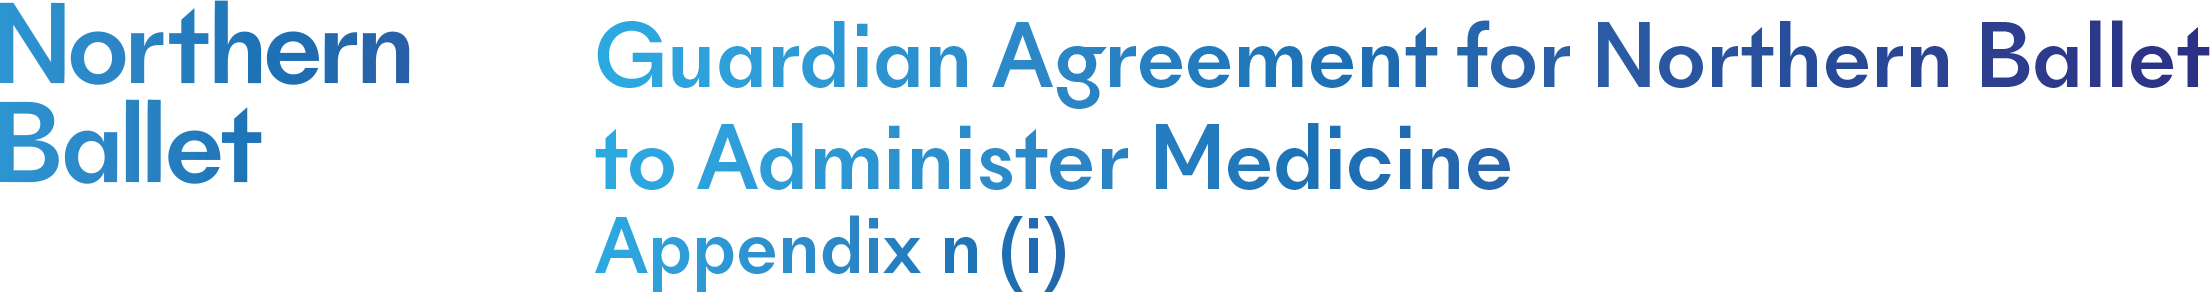 Northern
Ballet
Guardian Agreement for Northern Ballet
to Administer Medicine
Appendix n (i)